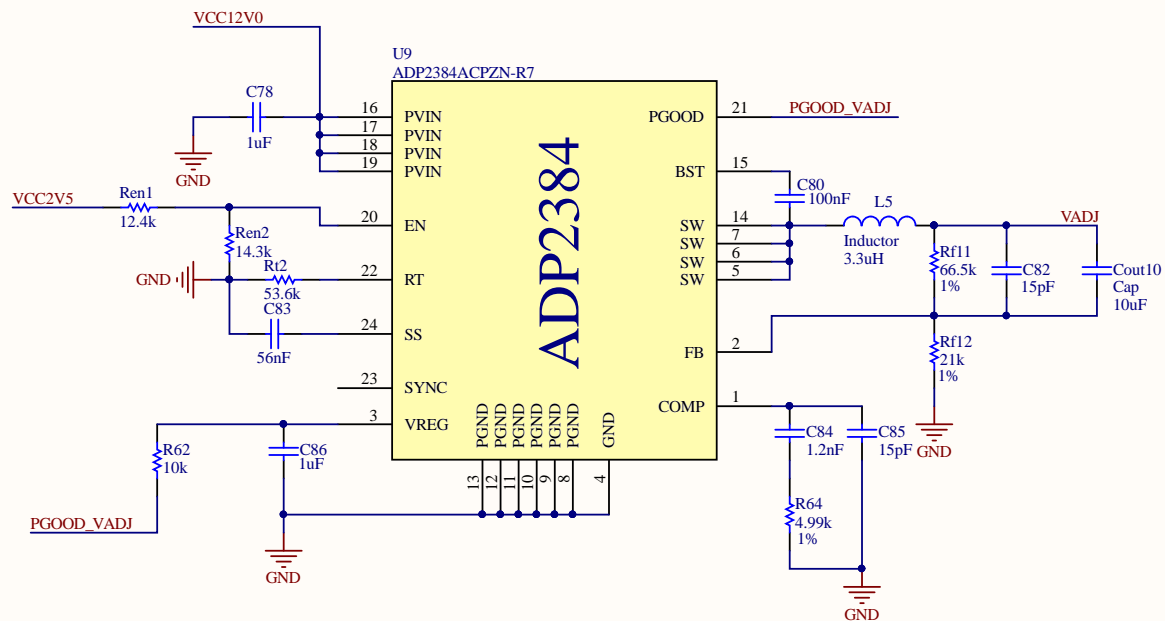 VCC12V0
U9
ADP2384ACPZN-R7
C78
1uF
GND
16
PVIN
17
PVIN
18
PVIN
19
PVIN
VCC2V5
Ren1
12.4k
20
EN
Ren2
14.3k
GND
Rt2
53.6k
22
RT
C83
56nF
24
SS
23
SYNC
3
VREG
R62
10k
C86
1uF
PGOOD_VADJ
GND
ADP2384
PGND
PGND
PGND
PGND
PGND
PGND
GND
13
12
11
10
9
8
4
PGOOD
21
PGOOD_VADJ
BST
15
C80
100nF
SW
14
SW
7
SW
6
SW
5
L5
Inductor
3.3uH
VADJ
Rf11
66.5k
1%
C82
15pF
Cout10
Cap
10uF
FB
2
Rf12
21k
1%
GND
COMP
1
C84
1.2nF
C85
15pF
R64
4.99k
1%
GND